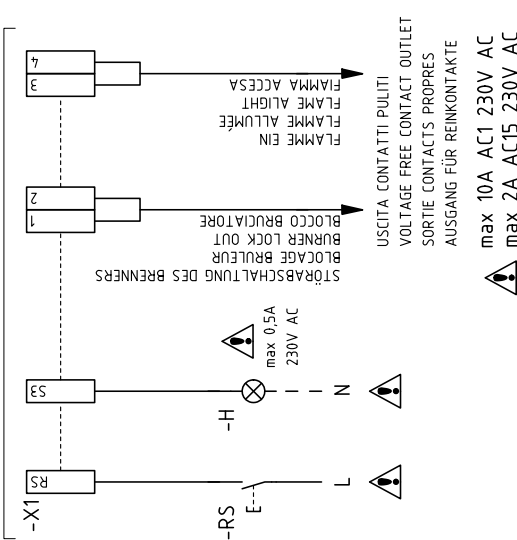 4
3
FIAMMA ACCESA
FLAME ALIGHT
FLAMME ALLUMÉE
FLAMME EIN
2
1
BLOCCO BRUCIATORE
BURNER LOCK OUT
BLOCAGE BRULEUR
STÖRABSCHALTUNG DES BRENNERS
USCITA CONTATTI PULITI
VOLTAGE FREE CONTACT OUTLET
SORTIE CONTACTS PROPRES
AUSGANG FÜR REINKONTAKTE
max 10A AC1 230V AC
max 2A AC15 230V AC
S3
-H
max 0,5A
230V AC
N
-X1
RS
-RS
E
L